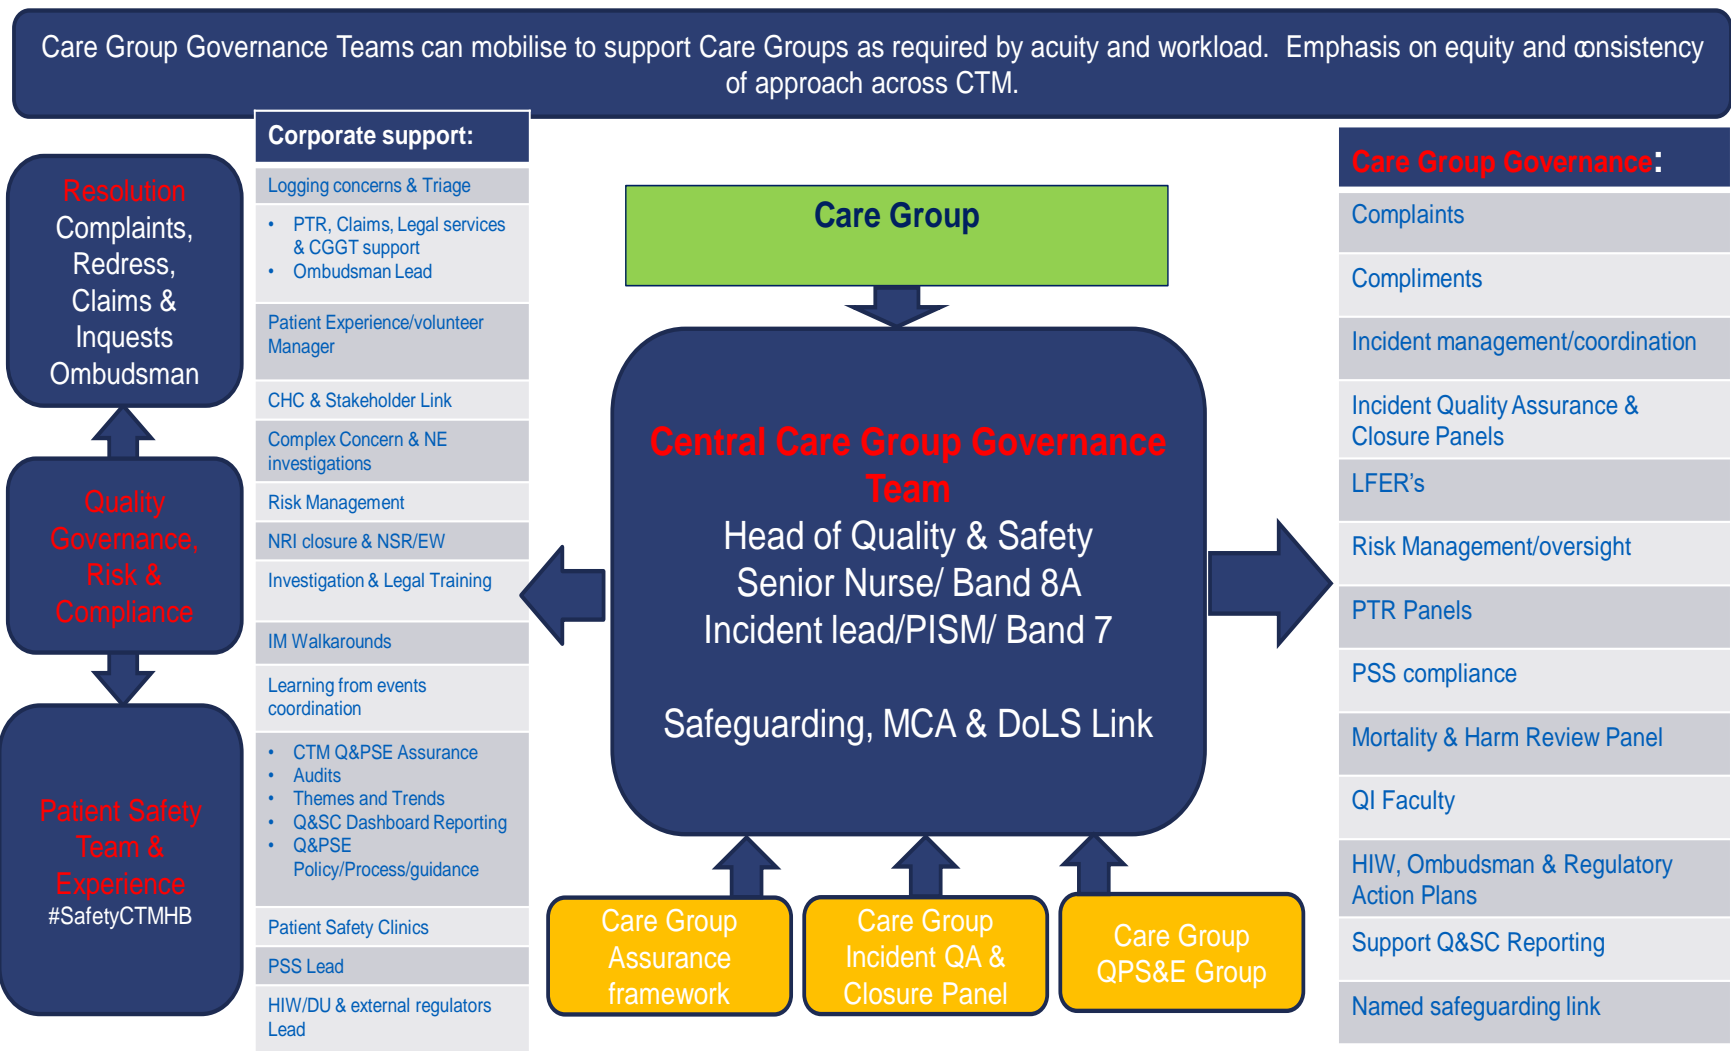 Care Group Governance Teams can mobilise to support Care Groups as required by acuity and workload.  Emphasis on equity and consistency
of approach across CTM.
Resolution
Complaints,
Redress,
Claims &
Inquests
Ombudsman
Quality
Governance,
Risk &
Compliance
Patient Safety
Team &
Experience
#SafetyCTMHB
Corporate support:
Logging concerns & Triage
• PTR, Claims, Legal services
& CGGT support
• Ombudsman Lead
Patient Experience/volunteer
Manager
CHC & Stakeholder Link
Complex Concern & NE
investigations
Risk Management
NRI closure & NSR/EW
Investigation & Legal Training
IM Walkarounds
Learning from events
coordination
• CTM Q&PSE Assurance
• Audits
• Themes and Trends
• Q&SC Dashboard Reporting
• Q&PSE
Policy/Process/guidance
Patient Safety Clinics
PSS Lead
HIW/DU & external regulators
Lead
Care Group
Central Care Group Governance
Team
Head of Quality & Safety
Senior Nurse/ Band 8A
Incident lead/PISM/ Band 7
Safeguarding, MCA & DoLS Link
Care Group
Assurance
framework
Care Group
Incident QA &
Closure Panel
Care Group
QPS&E Group
Care Group Governance:
Complaints
Compliments
Incident management/coordination
Incident Quality Assurance &
Closure Panels
LFER's
Risk Management/oversight
PTR Panels
PSS compliance
Mortality & Harm Review Panel
QI Faculty
HIW, Ombudsman & Regulatory
Action Plans
Support Q&SC Reporting
Named safeguarding link